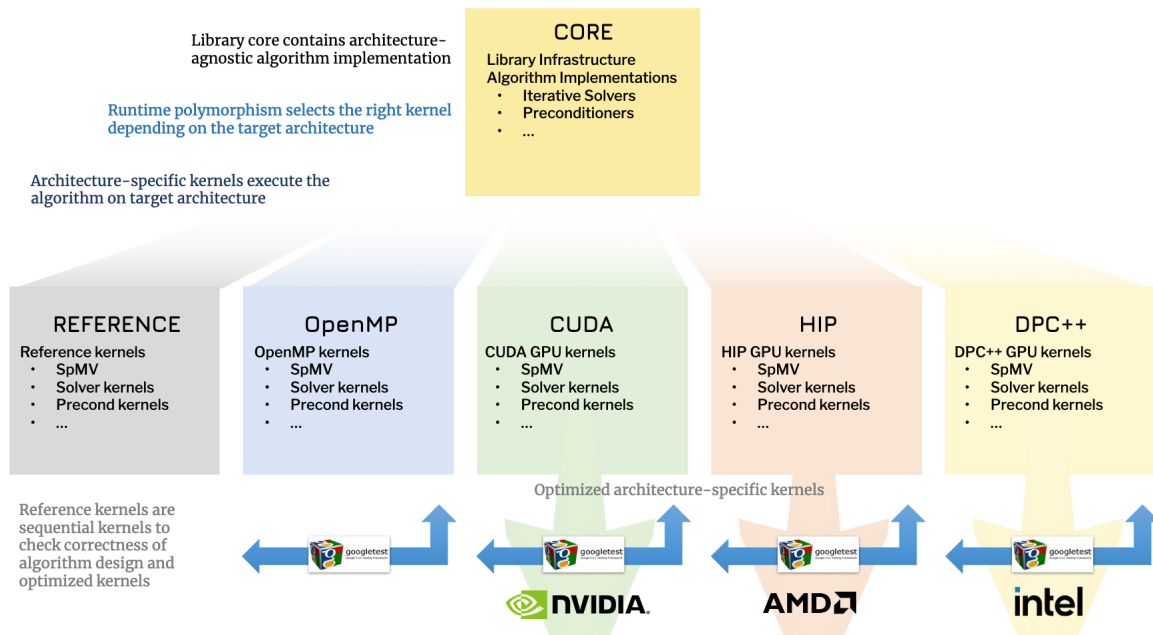 CORE
Library core contains architecture-
agnostic algorithm implementation
Library Infrastructure
Algorithm Implementations
• Iterative Solvers
• Preconditioners
• ...
Runtime polymorphism selects the right kernel
depending on the target architecture
Architecture-specific kernels execute the
algorithm on target architecture
REFERENCE
Reference kernels
• SpMV
• Solver kernels
• Precond kernels
• ...
OpenMP
OpenMP kernels
• SpMV
• Solver kernels
• Precond kernels
• ...
CUDA
CUDA GPU kernels
• SpMV
• Solver kernels
• Precond kernels
• ...
HIP
HIP GPU kernels
• SpMV
• Solver kernels
• Precond kernels
• ...
DPC++
DPC++ GPU kernels
• SpMV
• Solver kernels
• Precond kernels
• ...
Reference kernels are
sequential kernels to
check correctness of
algorithm design and
optimized kernels
Optimized architecture-specific kernels
googletest
googletest
googletest
googletest
NVIDIA.
AMD
intel